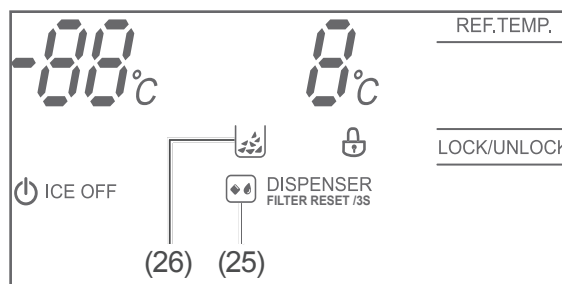 -88°C 8°C REF.TEMP.
LOCK/UNLOCK
ICE OFF DISPENSER
FILTER RESET /3S
(26) (25)